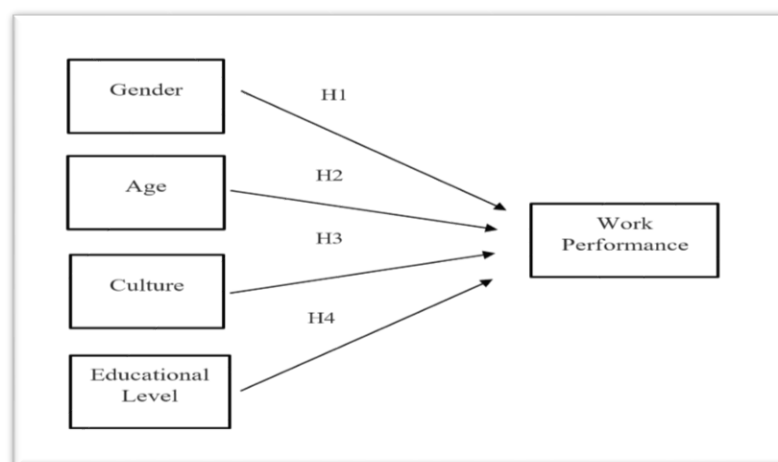 Gender
H1
Age
H2
H3
Work
Performance
Culture
H4
Educational
Level